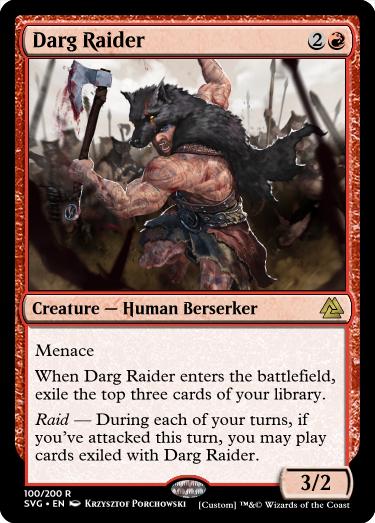 Darg Raider 2
Creature — Human Berserker
Menace
When Darg Raider enters the battlefield,
exile the top three cards of your library.
Raid — During each of your turns, if
you've attacked this turn, you may play
cards exiled with Darg Raider.
3/2
100/200 R
SVG • EN Krzysztof Porchowski [Custom] ™&© Wizards of the Coast